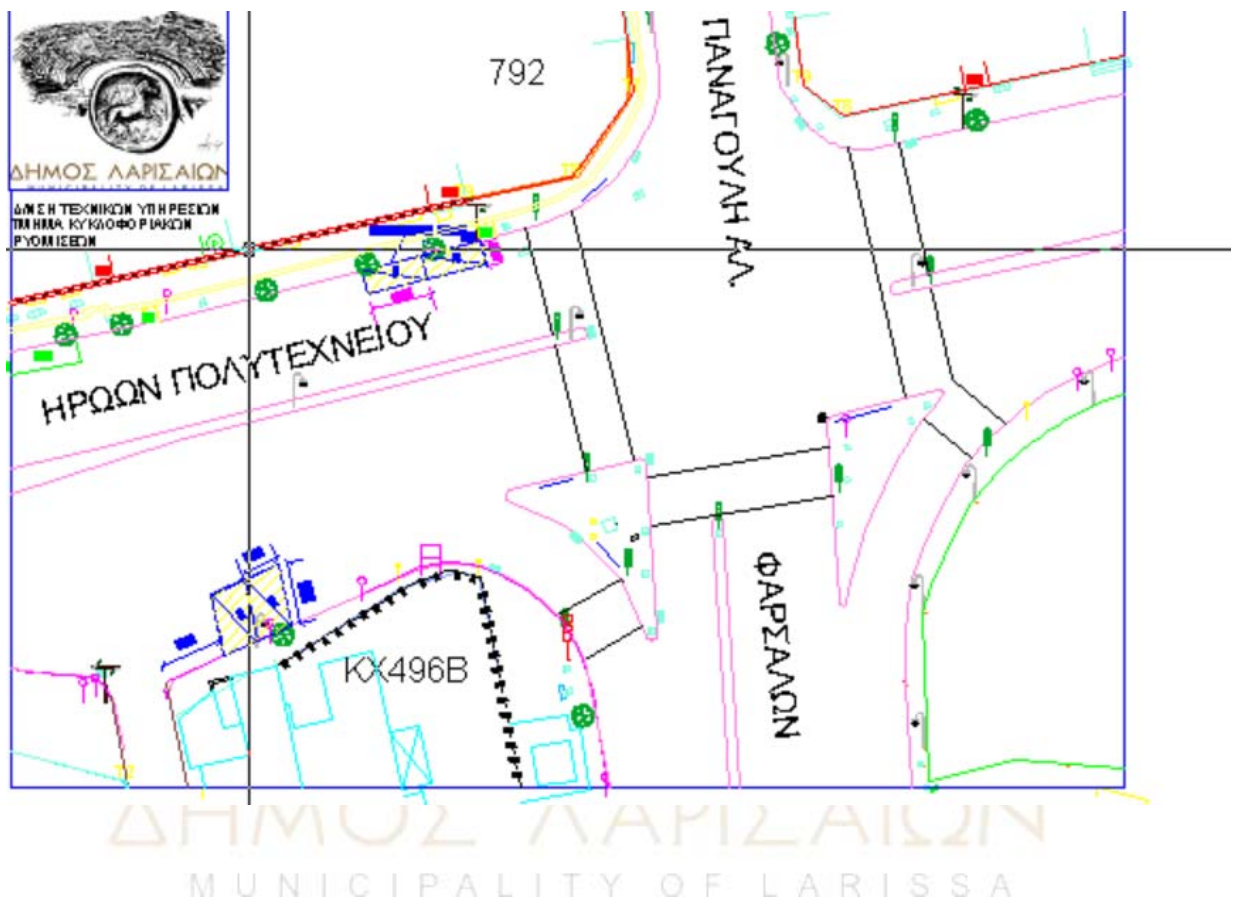 ΔΗΜΟΣ ΛΑΡΙΣΑΙΩΝ
MUNICIPALITY OF LARISSA
Δ/ΝΣΗ ΤΕΧΝΙΚΩΝ ΥΠΗΡΕΣΙΩΝ
ΤΜΗΜΑ ΚΥΚΛΟΦΟΡΙΑΚΩΝ
ΡΥΘΜΙΣΕΩΝ
792
ΠΑΝΑΓΟΥΛΗ ΑΛ.
ΗΡΩΩΝ ΠΟΛΥΤΕΧΝΕΙΟΥ
ΦΑΡΣΑΛΩΝ
ΚΧ496Β
ΔΗΜΟΣ ΛΑΡΙΣΑΙΩΝ
MUNICIPALITY OF LARISSA